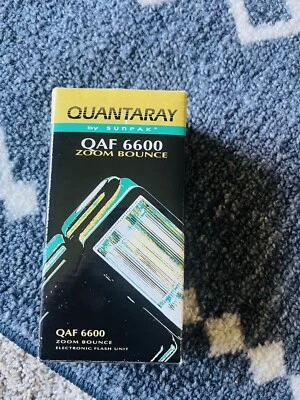 QUANTARAY
by SUNPAK®
QAF 6600
ZOOM BOUNCE
QAF 6600
ZOOM BOUNCE
ELECTRONIC FLASH UNIT